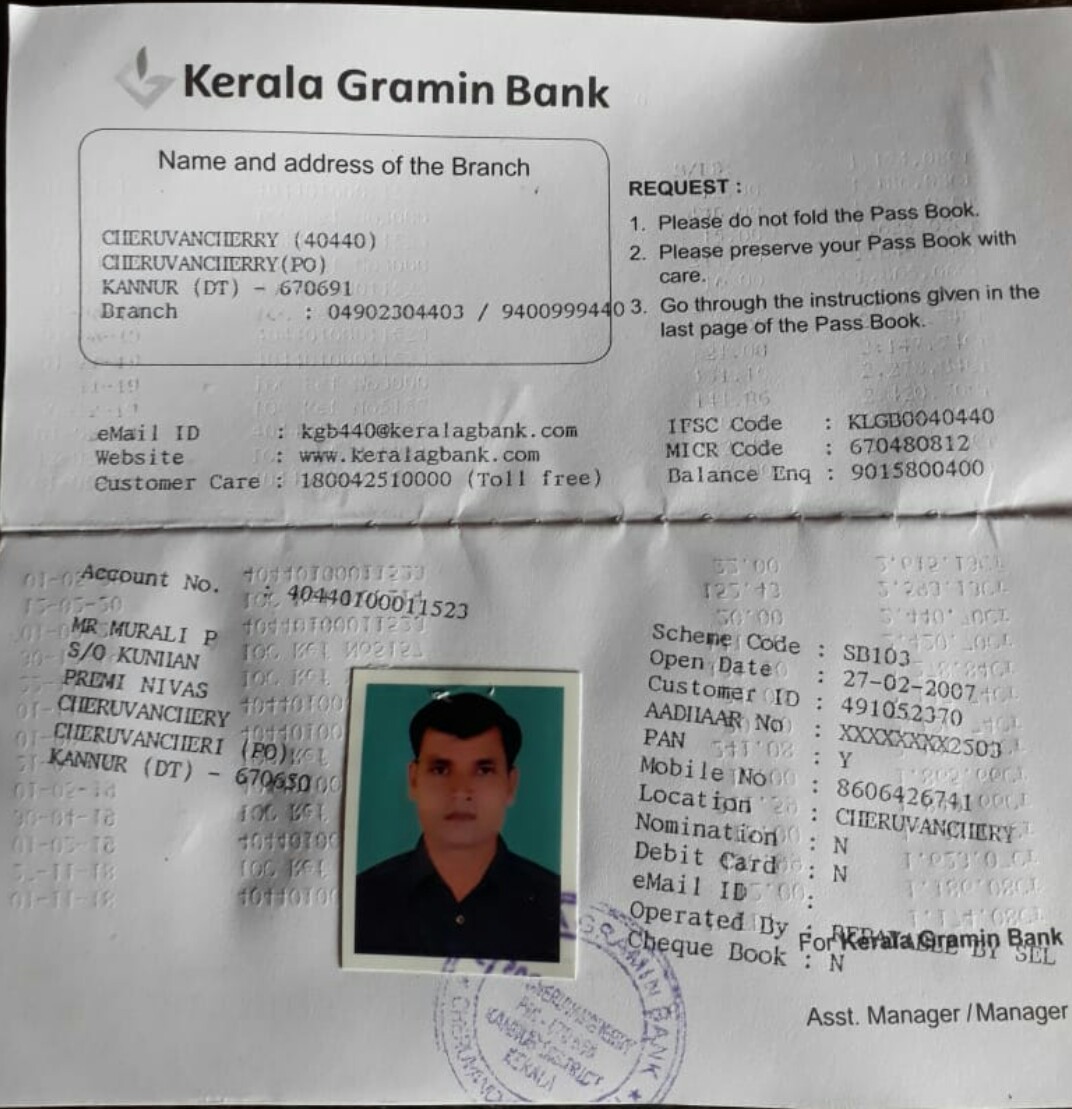 Kerala Gramin Bank
Name and address of the Branch
CHERUVANCHERRY (40440)
CHERUVANCHERRY(PO)
KANNUR (DT) - 670691
Branch : 04902304403 / 9400999440
REQUEST :
1. Please do not fold the Pass Book.
2. Please preserve your Pass Book with
care.
3. Go through the instructions given in the
last page of the Pass Book.
eMail ID : kgb440@keralagbank.com
Website : www.keralagbank.com
Customer Care : 180042510000 (Toll free)
IFSC Code : KLGB0040440
MICR Code : 670480812
Balance Enq : 9015800400
Account No. : 40440100011523
MR MURALI P
S/O KUNHAN
PREMI NIVAS
CHERUVANCHERY
CHERUVANCHERI (PO)
KANNUR (DT) - 670650
Scheme Code : SB103
Open Date : 27-02-2007
Customer ID : 491052370
AADHAAR No : XXXXXXXX2503
PAN : Y
Mobile No : 8606426741
Location : CHERUVANCHERY
Nomination : N
Debit Card : N
eMail ID :
Operated By : BY SEL
Cheque Book : N
For Kerala Gramin Bank
Asst. Manager / Manager
GRAMIN BANK
KANNUR DISTRICT
KERALA